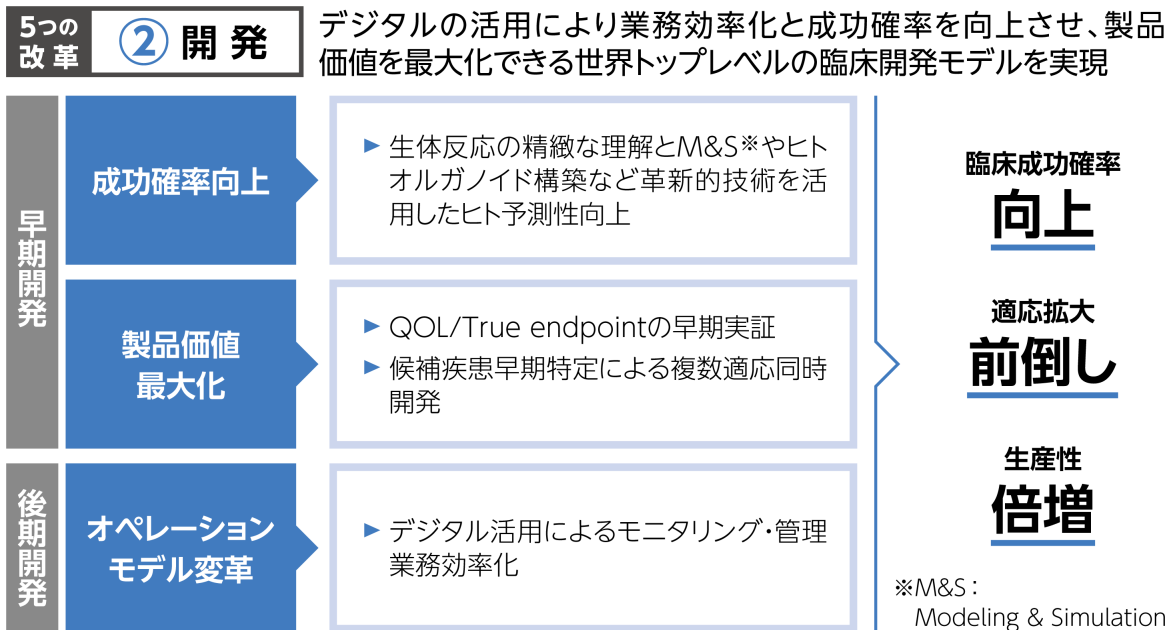 5つの
改革
② 開発
デジタルの活用により業務効率化と成功確率を向上させ、製品
価値を最大化できる世界トップレベルの臨床開発モデルを実現
早期開発
成功確率向上
▶ 生体反応の精緻な理解とM&S※やヒト
オルガノイド構築など革新的技術を活
用したヒト予測性向上
製品価値
最大化
▶ QOL/True endpointの早期実証
▶ 候補疾患早期特定による複数適応同時
開発
後期開発
オペレーション
モデル変革
▶ デジタル活用によるモニタリング・管理
業務効率化
臨床成功確率
向上
適応拡大
前倒し
生産性
倍増
※M&S：
Modeling & Simulation